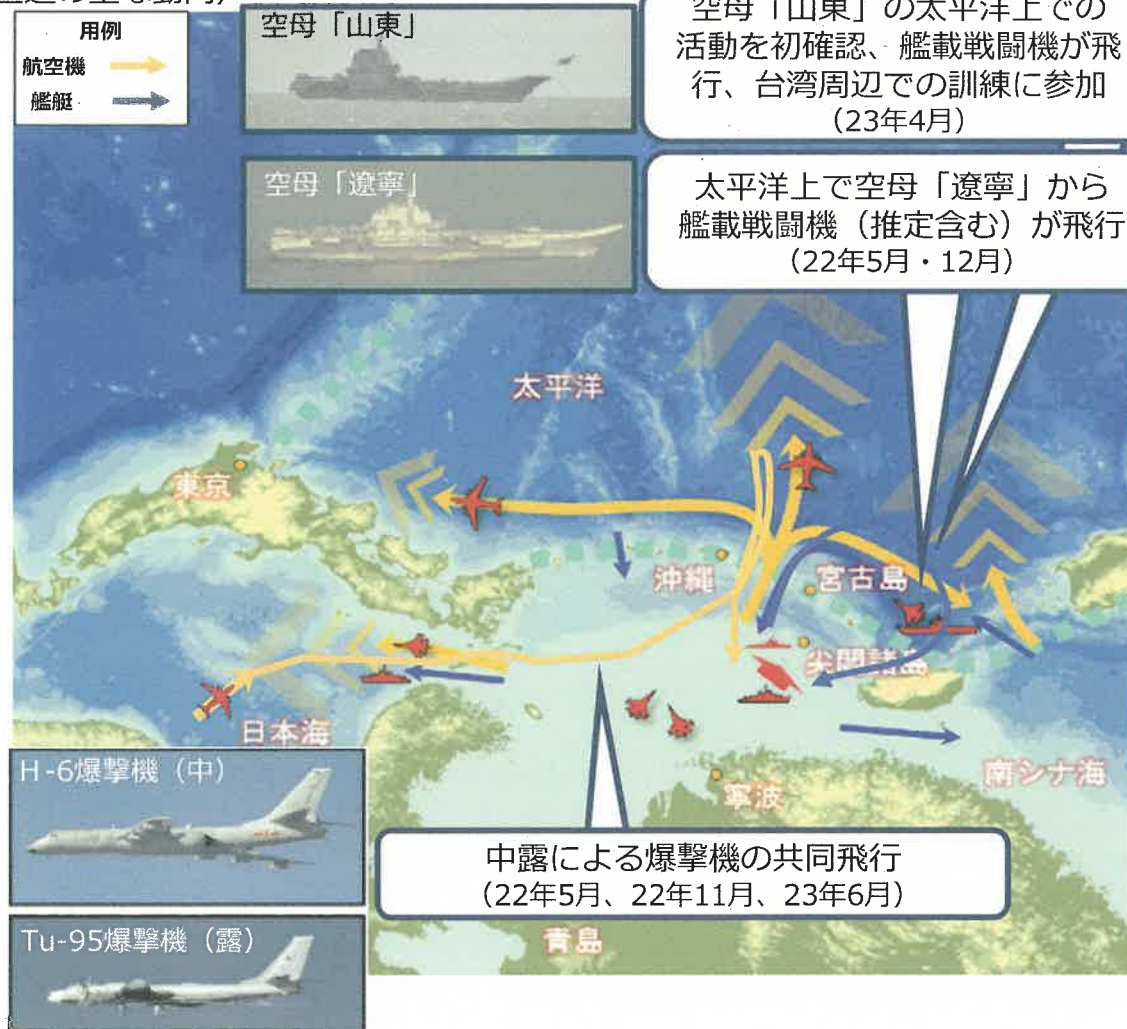 用例
航空機
艦艇
空母「山東」
空母「山東」の太平洋上での
活動を初確認、艦載戦闘機が飛
行、台湾周辺での訓練に参加
(23年4月)
空母「遼寧」
太平洋上で空母「遼寧」から
艦載戦闘機（推定含む）が飛行
(22年5月・12月)
太平洋
東京
沖縄
宮古島
尖閣諸島
日本海
南シナ海
寧波
H-6爆撃機（中）
中露による爆撃機の共同飛行
(22年5月、22年11月、23年6月)
青島
Tu-95爆撃機（露）